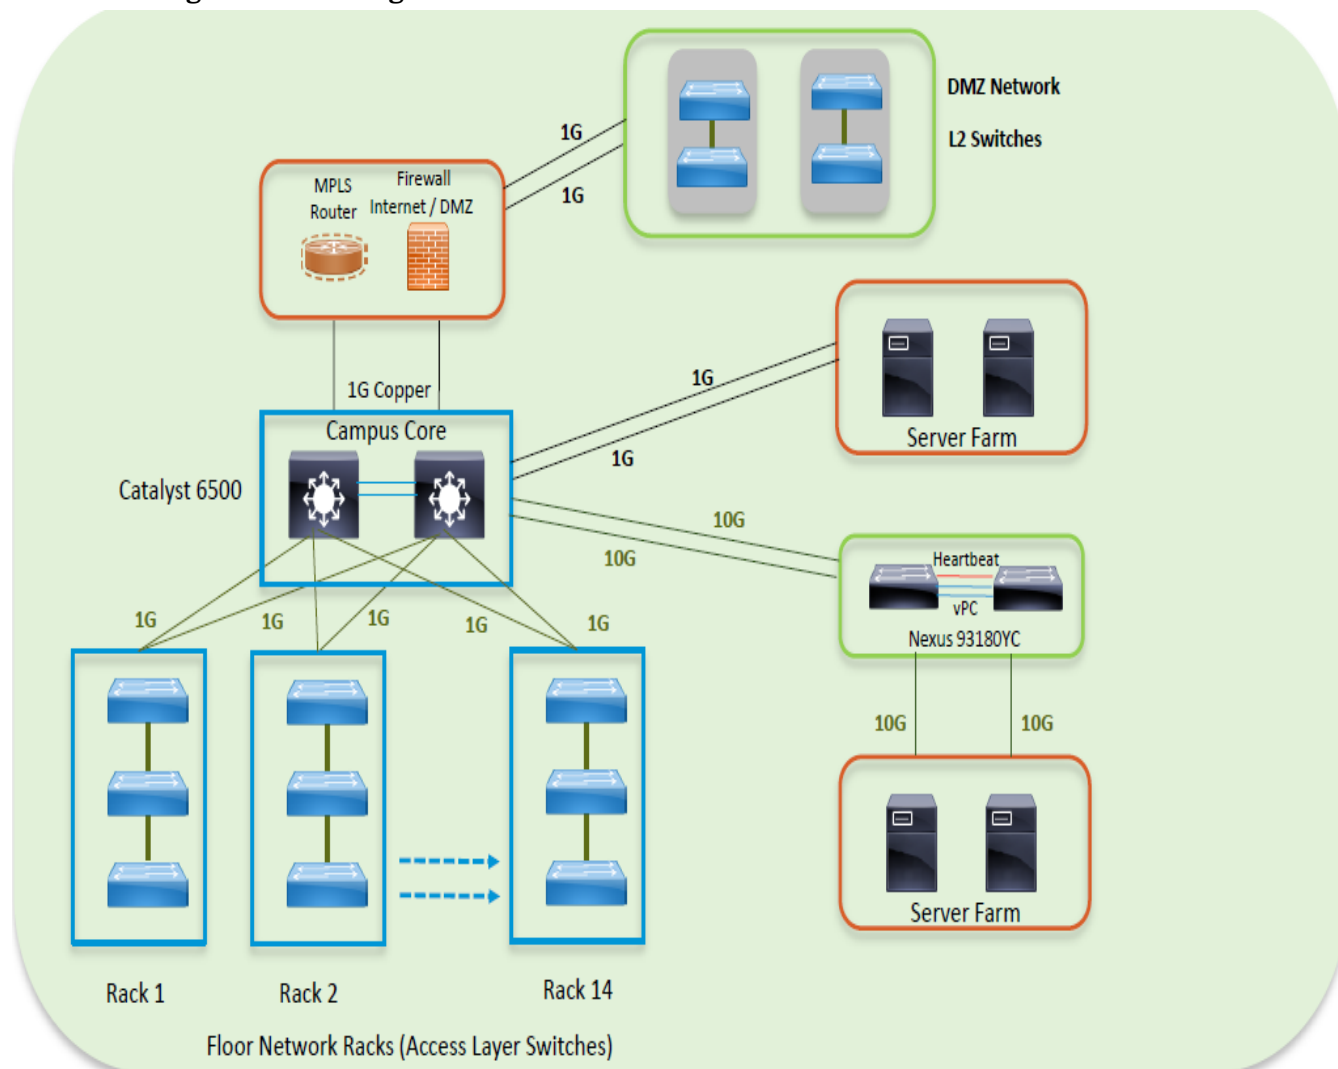 DMZ Network
L2 Switches
1G
1G
MPLS
Router
Firewall
Internet / DMZ
1G Copper
Campus Core
Catalyst 6500
1G
1G
Server Farm
10G
10G
Heartbeat
vPC
Nexus 93180YC
1G
1G
1G
1G
1G
10G
10G
Server Farm
Rack 1
Rack 2
Rack 14
Floor Network Racks (Access Layer Switches)